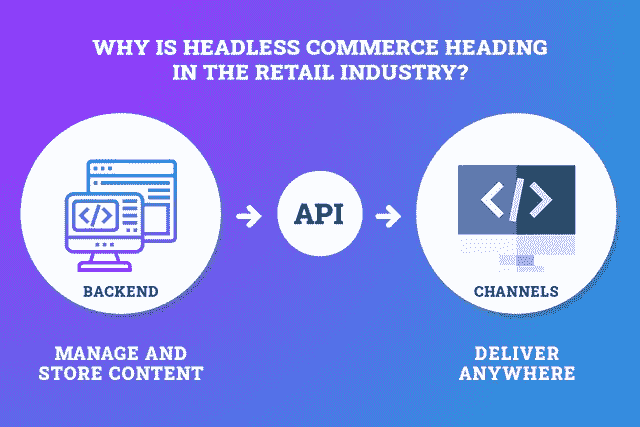 WHY IS HEADLESS COMMERCE HEADING
IN THE RETAIL INDUSTRY?
</>
API
</>
BACKEND
CHANNELS
MANAGE AND
STORE CONTENT
DELIVER
ANYWHERE